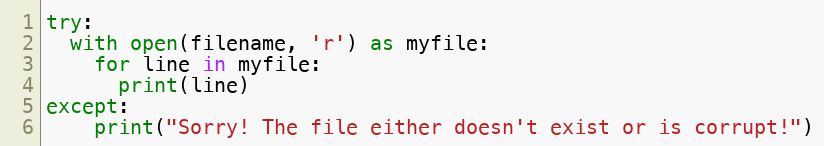 1 try:
2   with open(filename, 'r') as myfile:
3     for line in myfile:
4       print(line)
5 except:
6     print("Sorry! The file either doesn't exist or is corrupt!")